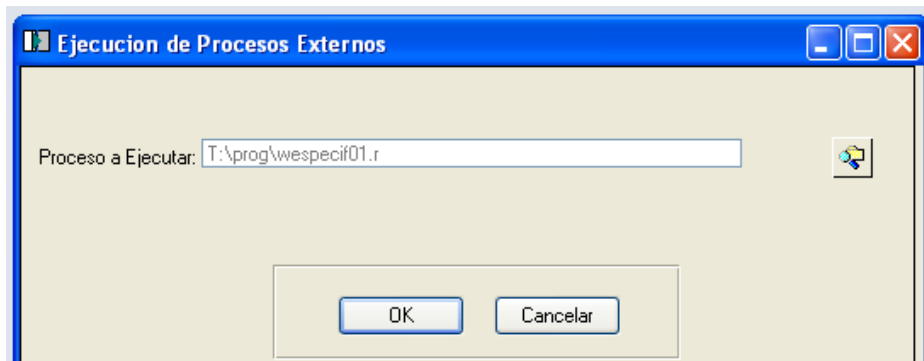 Ejecucion de Procesos Externos
Proceso a Ejecutar: T:\prog\wespecif01.r
OK Cancelar